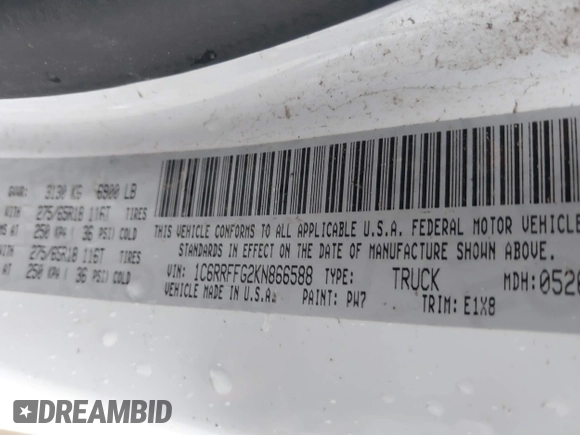 GVWR: 3130 KG 6900 LB
WITH 275/65R18 116T TIRES
AT 250 KPA ( 36 PSI) COLD
WITH 275/65R18 116T TIRES
AT 250 KPA ( 36 PSI) COLD
THIS VEHICLE CONFORMS TO ALL APPLICABLE U.S.A. FEDERAL MOTOR VEHICLE
STANDARDS IN EFFECT ON THE DATE OF MANUFACTURE SHOWN ABOVE.
VIN: 1C6RRFFG2KN866588 TYPE: TRUCK MDH:0520
VEHICLE MADE IN U.S.A. PAINT: PW7 TRIM: E1X8
DREAMBID